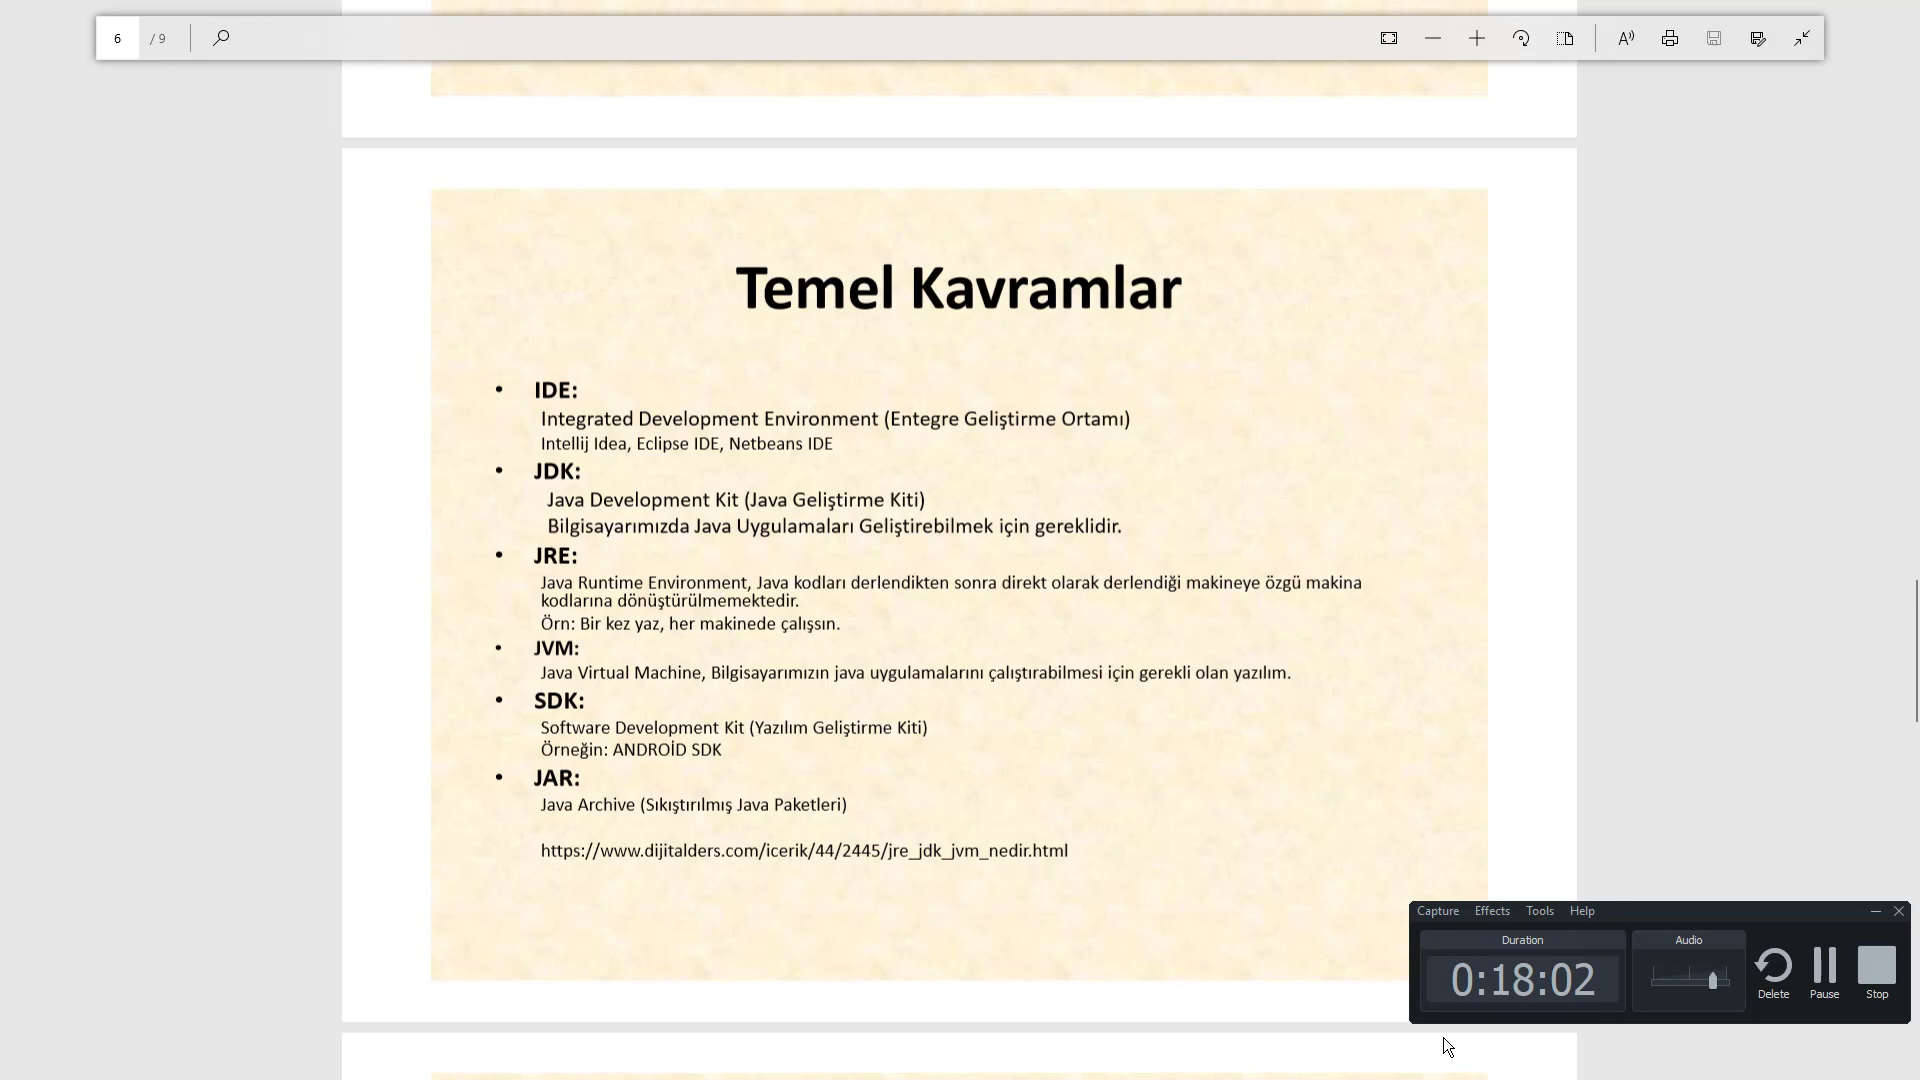 6 / 9
Temel Kavramlar
• IDE:
Integrated Development Environment (Entegre Geliştirme Ortamı)
Intellij Idea, Eclipse IDE, Netbeans IDE
• JDK:
Java Development Kit (Java Geliştirme Kiti)
Bilgisayarımızda Java Uygulamaları Geliştirebilmek için gereklidir.
• JRE:
Java Runtime Environment, Java kodları derlendikten sonra direkt olarak derlendiği makineye özgü makina
kodlarına dönüştürülmemektedir.
Örn: Bir kez yaz, her makinede çalışsın.
• JVM:
Java Virtual Machine, Bilgisayarımızın java uygulamalarını çalıştırabilmesi için gerekli olan yazılım.
• SDK:
Software Development Kit (Yazılım Geliştirme Kiti)
Örneğin: ANDROİD SDK
• JAR:
Java Archive (Sıkıştırılmış Java Paketleri)
https://www.dijitalders.com/icerik/44/2445/jre_jdk_jvm_nedir.html
Capture Effects Tools Help
Duration Audio
0:18:02
Delete Pause Stop